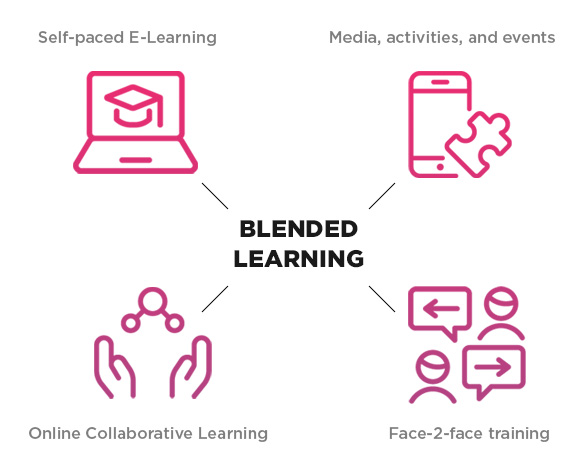 Self-paced E-Learning
Media, activities, and events
BLENDED
LEARNING
Online Collaborative Learning
Face-2-face training